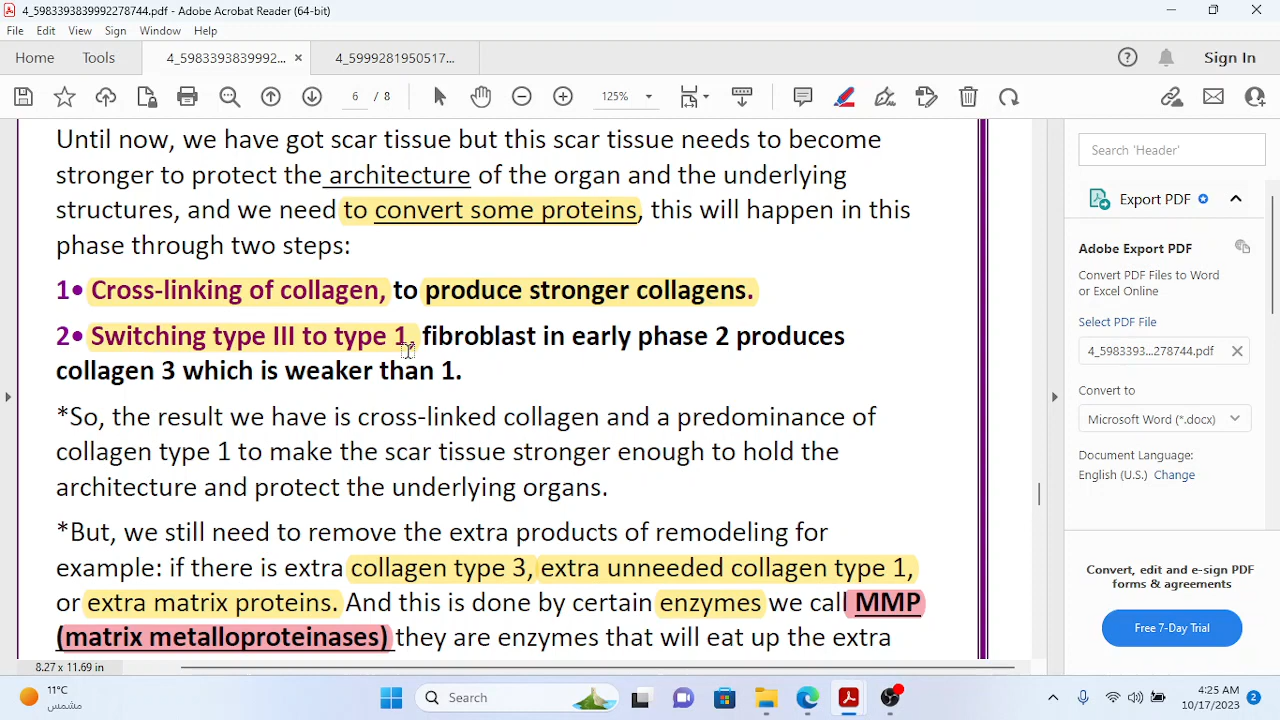 4_5983393839992278744.pdf - Adobe Acrobat Reader (64-bit)
File Edit View Sign Window Help
Home Tools 4_59833938399992... × 4_5999281950517... Sign In
6 / 8 125%
Until now, we have got scar tissue but this scar tissue needs to become
stronger to protect the architecture of the organ and the underlying
structures, and we need to convert some proteins, this will happen in this
phase through two steps:
1• Cross-linking of collagen, to produce stronger collagens.
2• Switching type III to type 1, fibroblast in early phase 2 produces
collagen 3 which is weaker than 1.
*So, the result we have is cross-linked collagen and a predominance of
collagen type 1 to make the scar tissue stronger enough to hold the
architecture and protect the underlying organs.
*But, we still need to remove the extra products of remodeling for
example: if there is extra collagen type 3, extra unneeded collagen type 1,
or extra matrix proteins. And this is done by certain enzymes we call MMP
(matrix metalloproteinases) they are enzymes that will eat up the extra
8.27 x 11.69 in
Search 'Header'
Export PDF
Adobe Export PDF
Convert PDF Files to Word
or Excel Online
Select PDF File
4_5983393...278744.pdf
Convert to
Microsoft Word (*.docx)
Document Language:
English (U.S.) Change
Convert, edit and e-sign PDF
forms & agreements
Free 7-Day Trial
11°C
مشمس
Search
4:25 AM
10/17/2023
2